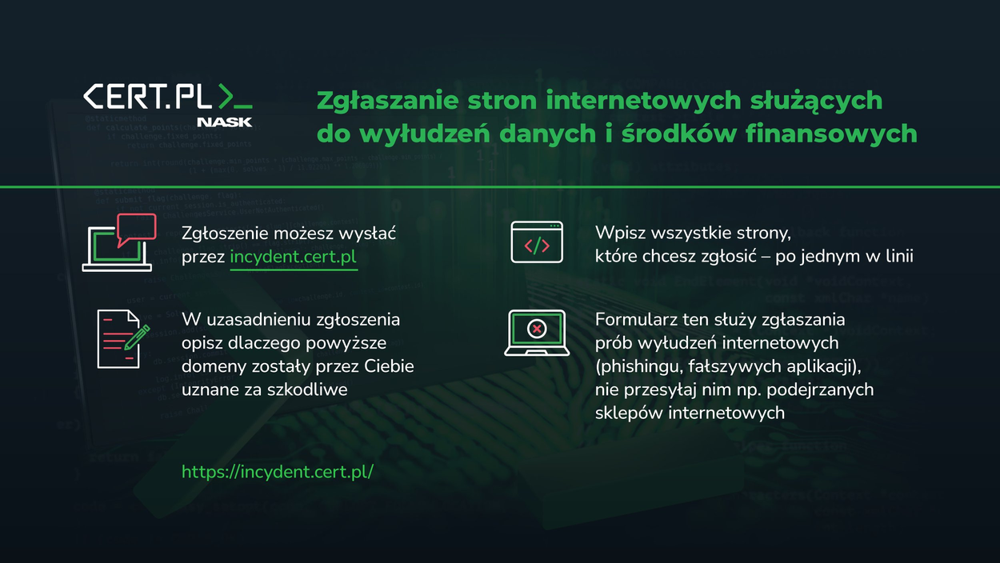 CERT.PL>_
NASK
Zgłaszanie stron internetowych służących
do wyłudzeń danych i środków finansowych
Zgłoszenie możesz wysłać
przez incydent.cert.pl
Wpisz wszystkie strony,
które chcesz zgłosić – po jednym w linii
W uzasadnieniu zgłoszenia
opisz dlaczego powyższe
domeny zostały przez Ciebie
uznane za szkodliwe
Formularz ten służy zgłaszania
prób wyłudzeń internetowych
(phishingu, fałszywych aplikacji),
nie przesyłaj nim np. podejrzanych
sklepów internetowych
https://incydent.cert.pl/